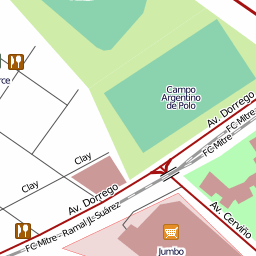 Campo
Argentino
de Polo
rce
Av. Dorrego
FC Mitre
FC Mitre
Clay
Clay
Av. Dorrego
FC Mitre - Ramal JL Suárez
Av. Cerviño
Jumbo